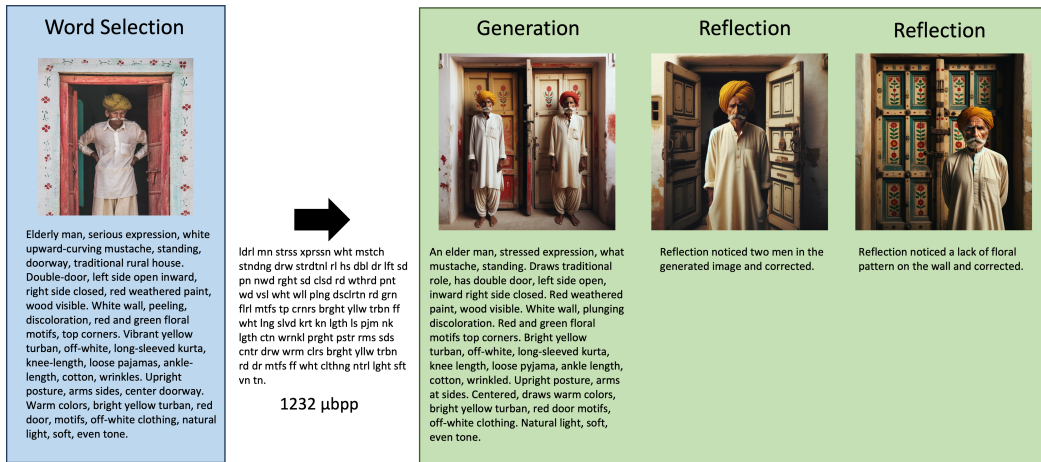 Word Selection
Elderly man, serious expression, white
upward-curving mustache, standing,
doorway, traditional rural house.
Double-door, left side open inward,
right side closed, red weathered paint,
wood visible. White wall, peeling,
discoloration, red and green floral
motifs, top corners. Vibrant yellow
turban, off-white, long-sleeved kurta,
knee-length, loose pajamas, ankle-
length, cotton, wrinkles. Upright
posture, arms sides, center doorway.
Warm colors, bright yellow turban, red
door, motifs, off-white clothing, natural
light, soft, even tone.
ldrl mn strss xprssn wht mstch
stndng drw strdtnl rl hs dbl dr lft sd
pn nwd rght sd clsd rd wthrd pnt
wd vsl wht wll plng dsclrtn rd grn
flrl mtfs tp crnrs brght yllw trbn ff
wht lng slvd krt kn lgth ls pjm nk
lgth ctn wrnkl prght pstr rms sds
cntr drw wrm clrs brght yllw trbn
rd dr mtfs ff wht clthng ntrl lght sft
vn tn.
1232 µbpp
Generation
An elder man, stressed expression, what
mustache, standing. Draws traditional
role, has double door, left side open,
inward right side closed. Red weathered
paint, wood visible. White wall, plunging
discoloration. Red and green floral
motifs top corners. Bright yellow
turban, off-white, long-sleeved kurta,
knee length, loose pyjama, ankle length,
cotton, wrinkled. Upright posture, arms
at sides. Centered, draws warm colors,
bright yellow turban, red door motifs,
off-white clothing. Natural light, soft,
even tone.
Reflection
Reflection noticed two men in the
generated image and corrected.
Reflection
Reflection noticed a lack of floral
pattern on the wall and corrected.